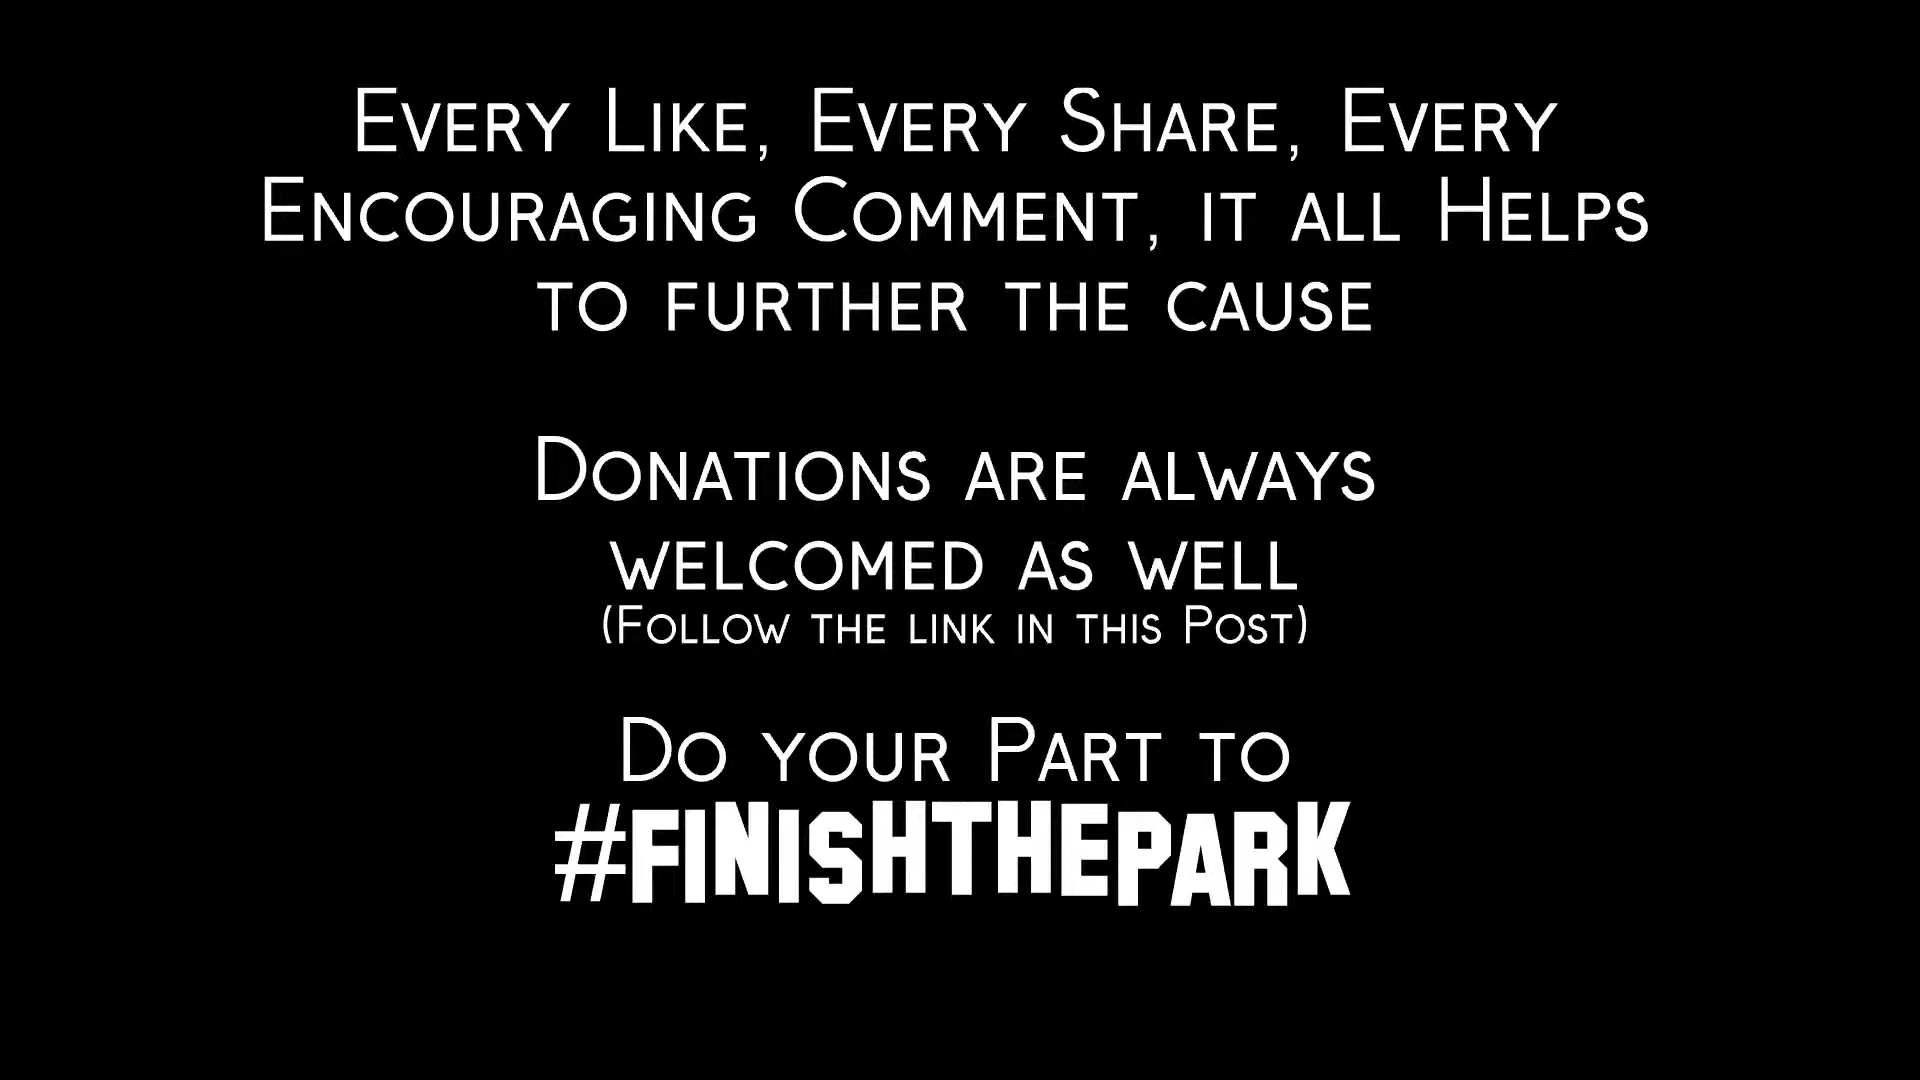 Every Like, Every Share, Every
Encouraging Comment, it all Helps
to further the cause
Donations are always
welcomed as well
(Follow the link in this Post)
Do your Part to
#FINISHTHEPARK